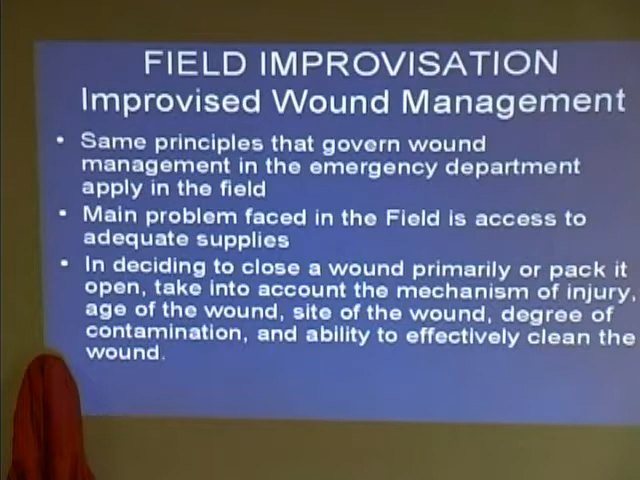 FIELD IMPROVISATION
Improvised Wound Management
• Same principles that govern wound
management in the emergency department
apply in the field
• Main problem faced in the Field is access to
adequate supplies
• In deciding to close a wound primarily or pack it
open, take into account the mechanism of injury,
age of the wound, site of the wound, degree of
contamination, and ability to effectively clean the
wound.